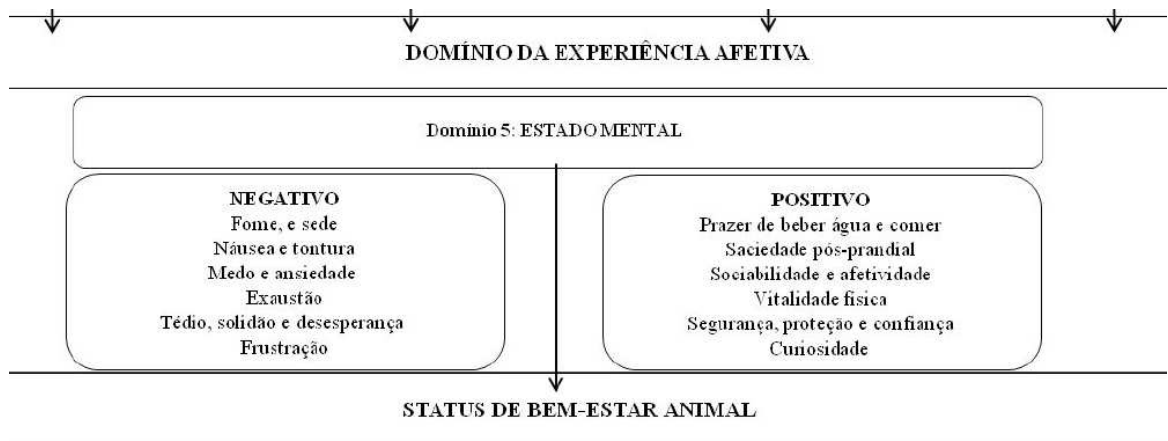 DOMÍNIO DA EXPERIÊNCIA AFETIVA
Domínio 5: ESTADO MENTAL
NEGATIVO
Fome, e sede
Náusea e tontura
Medo e ansiedade
Exaustão
Tédio, solidão e desesperança
Frustração
POSITIVO
Prazer de beber água e comer
Saciedade pós-prandial
Sociabilidade e afetividade
Vitalidade física
Segurança, proteção e confiança
Curiosidade
STATUS DE BEM-ESTAR ANIMAL